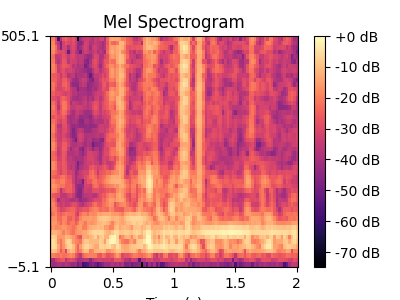 Mel Spectrogram
505.1
-5.1
0
0.5
1
1.5
2
+0 dB
-10 dB
-20 dB
-30 dB
-40 dB
-50 dB
-60 dB
-70 dB